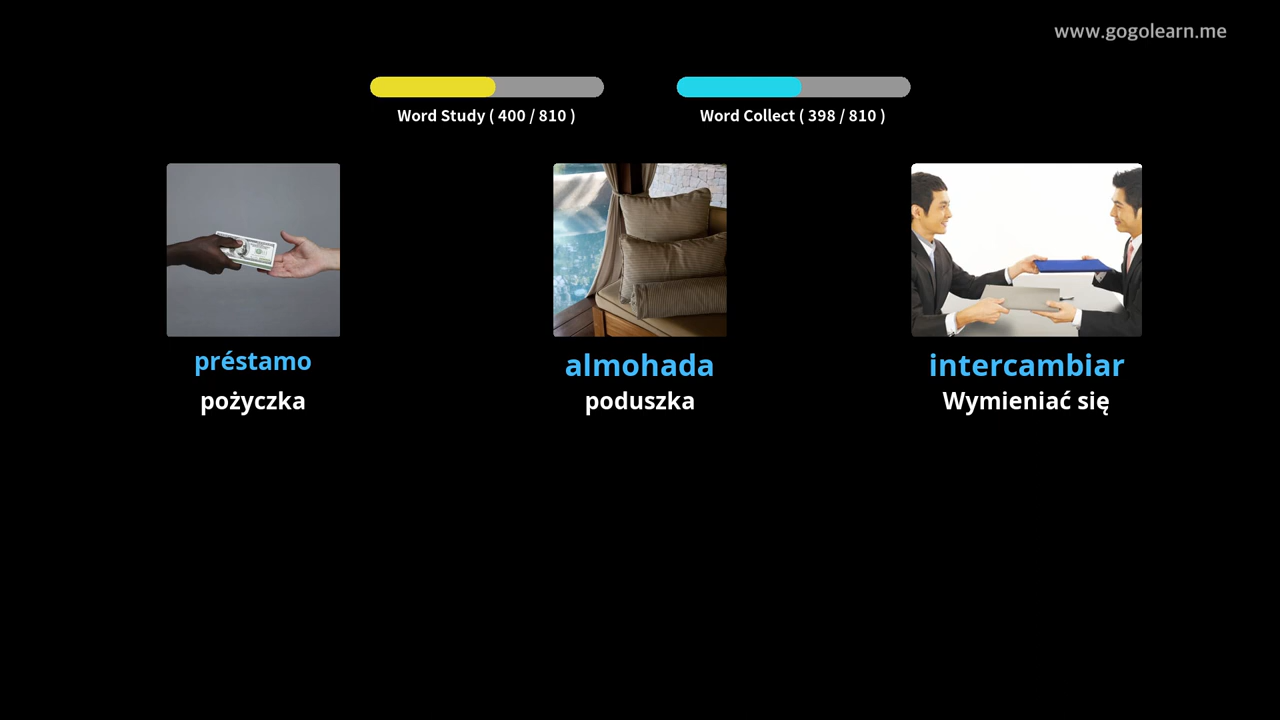 www.gogolearn.me
Word Study ( 400 / 810 )
Word Collect ( 398 / 810 )
préstamo
almohada
intercambiar
pożyczka
poduszka
Wymieniać się